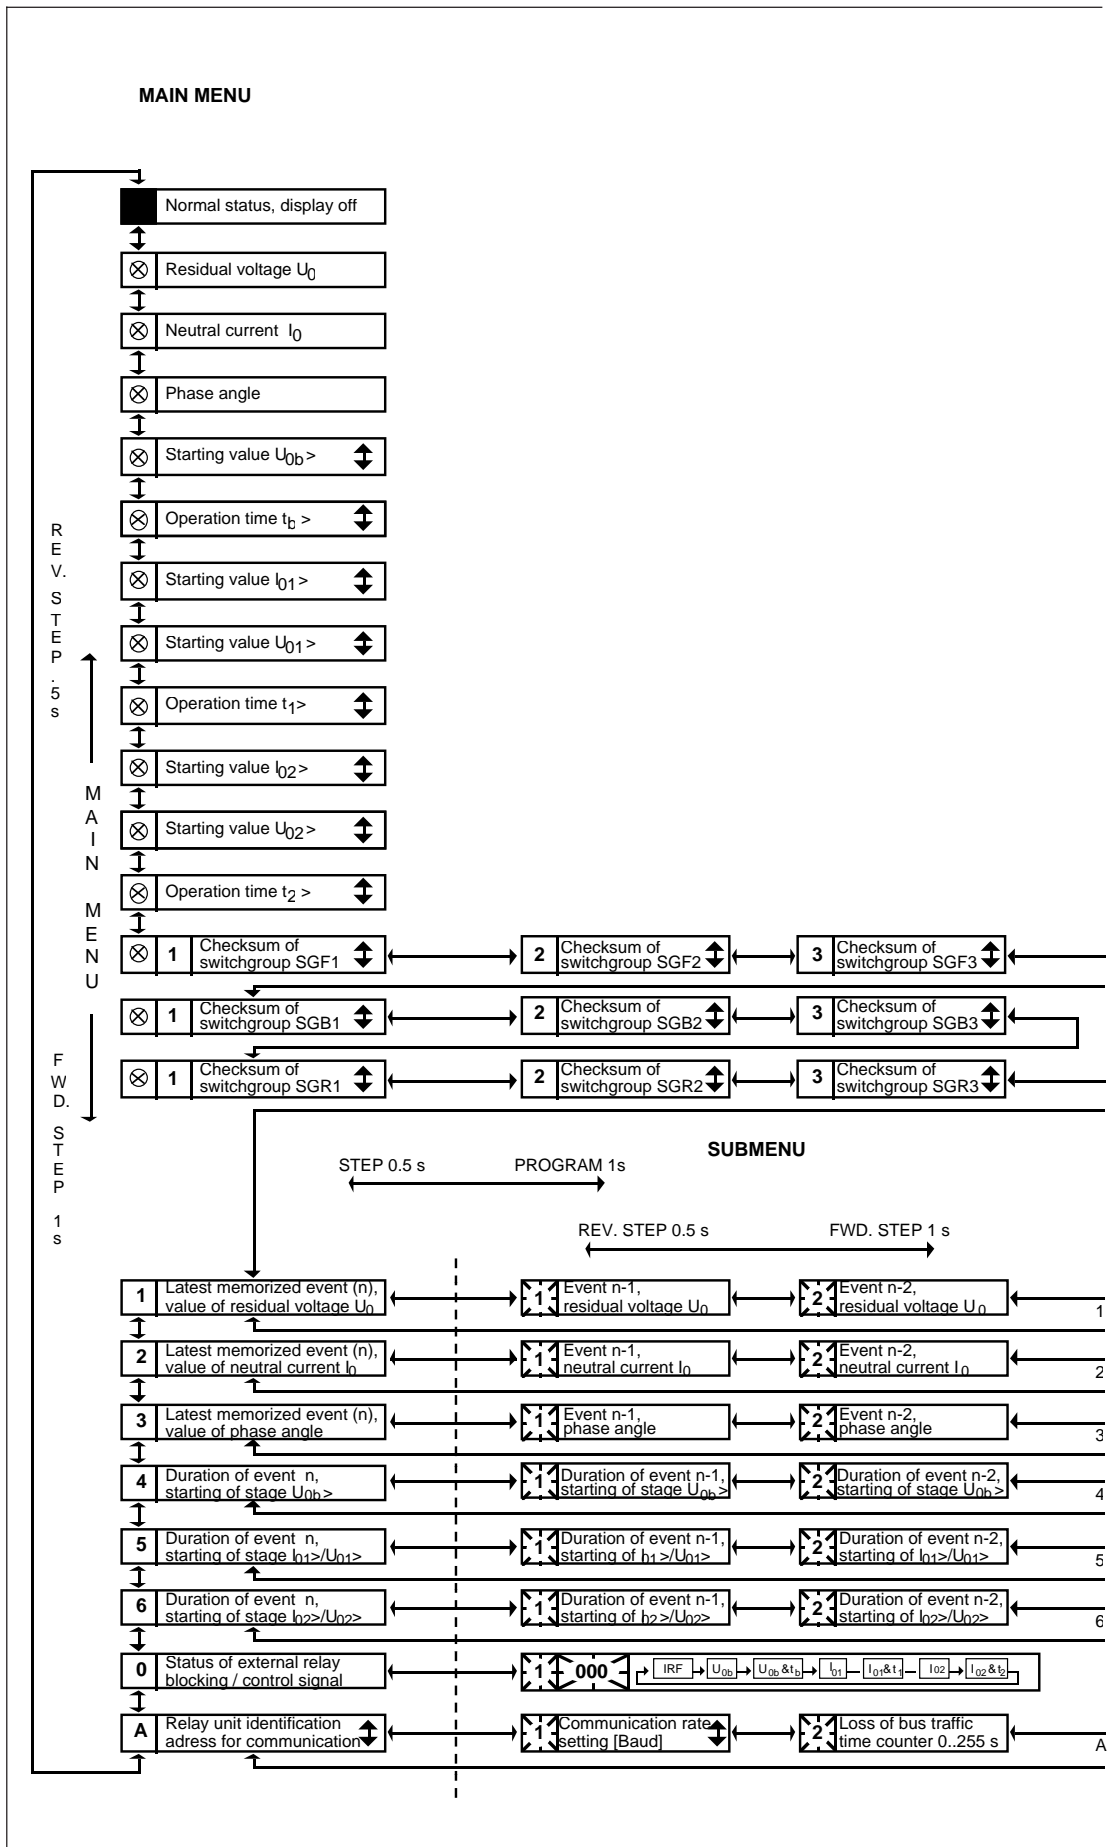 MAIN MENU
Normal status, display off
Residual voltage U0
Neutral current I0
Phase angle
Starting value U0b>
Operation time tb >
Starting value I01>
Starting value U01>
Operation time t1>
Starting value I02>
Starting value U02>
Operation time t2 >
REV. STEP .5s
MAIN MENU
FWD. STEP 1s
1 Checksum of
switchgroup SGF1
2 Checksum of
switchgroup SGF2
3 Checksum of
switchgroup SGF3
1 Checksum of
switchgroup SGB1
2 Checksum of
switchgroup SGB2
3 Checksum of
switchgroup SGB3
1 Checksum of
switchgroup SGR1
2 Checksum of
switchgroup SGR2
3 Checksum of
switchgroup SGR3
SUBMENU
STEP 0.5 s PROGRAM 1s
REV. STEP 0.5 s FWD. STEP 1 s
1 Latest memorized event (n),
value of residual voltage U0
1 Event n-1,
residual voltage U0
2 Event n-2,
residual voltage U0
1
2 Latest memorized event (n),
value of neutral current I0
1 Event n-1,
neutral current I0
2 Event n-2,
neutral current I0
2
3 Latest memorized event (n),
value of phase angle
1 Event n-1,
phase angle
2 Event n-2,
phase angle
3
4 Duration of event n,
starting of stage U0b>
1 Duration of event n-1,
starting of stage U0b>
2 Duration of event n-2,
starting of stage U0b>
4
5 Duration of event n,
starting of stage I01>/U01>
1 Duration of event n-1,
starting of I01>/U01>
2 Duration of event n-2,
starting of I01>/U01>
5
6 Duration of event n,
starting of stage I02>/U02>
1 Duration of event n-1,
starting of I02>/U02>
2 Duration of event n-2,
starting of I02>/U02>
6
0 Status of external relay
blocking / control signal
1 000 IRF U0b U0b &tb I01 I01&t1 I02 I02&t2
A Relay unit identification
adress for communication
1 Communication rate
setting [Baud]
2 Loss of bus traffic
time counter 0..255 s
A